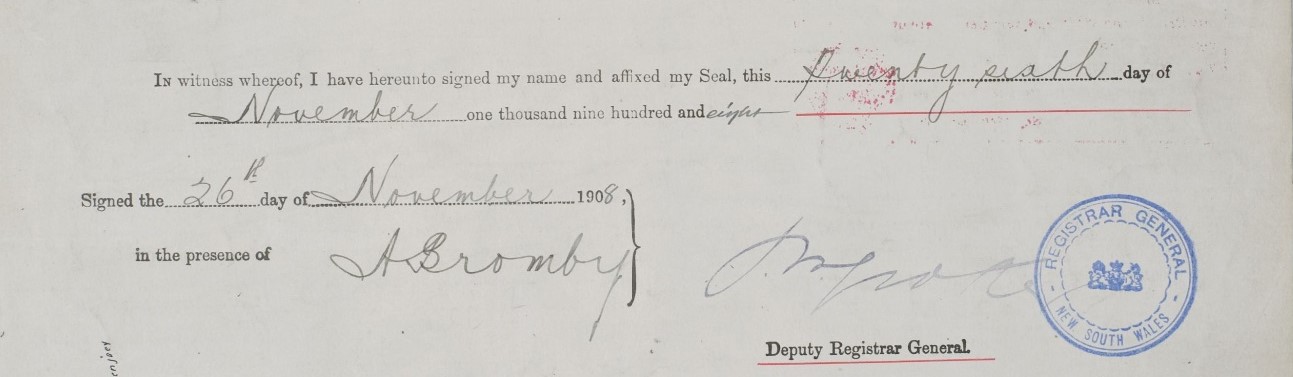 IN witness whereof, I have hereunto signed my name and affixed my Seal, this Twenty sixth day of
November one thousand nine hundred and eight
Signed the 26th day of November 1908,
in the presence of A Bromby
REGISTRAR GENERAL
NEW SOUTH WALES
Deputy Registrar General.